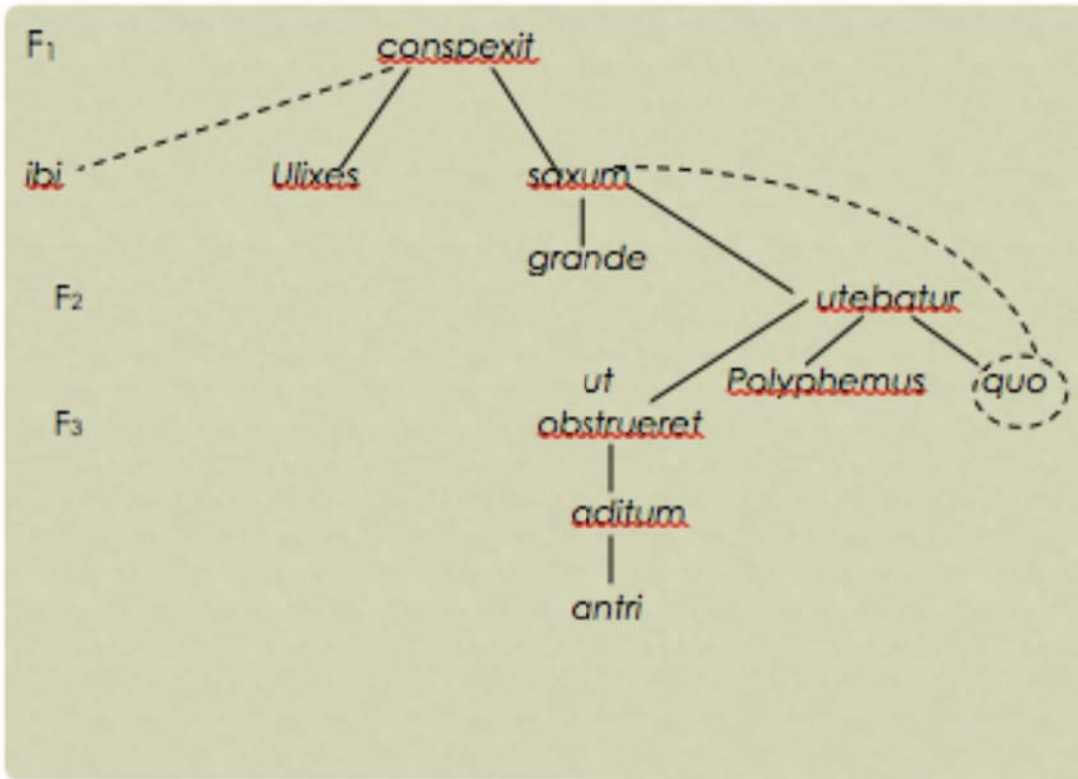 F1 conspexit
ibi Ulixes saxum
grande
F2 utebatur
ut Polyphemus quo
F3 obstrueret
aditum
antri